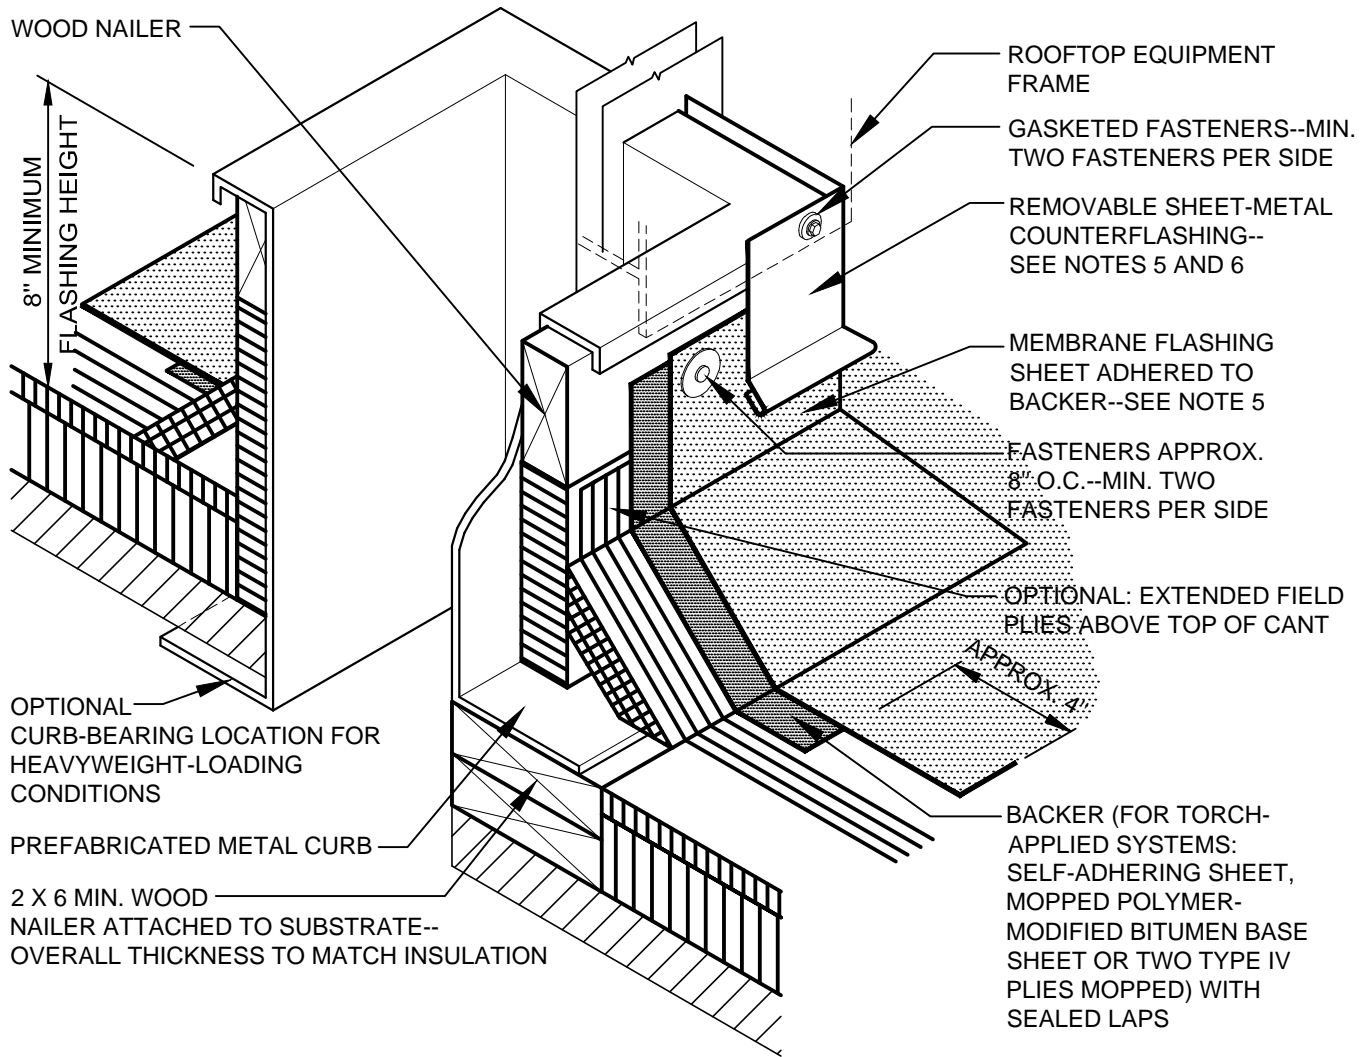 WOOD NAILER
8" MINIMUM
FLASHING HEIGHT
ROOFTOP EQUIPMENT
FRAME
GASKETED FASTENERS--MIN.
TWO FASTENERS PER SIDE
REMOVABLE SHEET-METAL
COUNTERFLASHING--
SEE NOTES 5 AND 6
MEMBRANE FLASHING
SHEET ADHERED TO
BACKER--SEE NOTE 5
FASTENERS APPROX.
8" O.C.--MIN. TWO
FASTENERS PER SIDE
OPTIONAL: EXTENDED FIELD
PLIES ABOVE TOP OF CANT
APPROX. 4"
OPTIONAL
CURB-BEARING LOCATION FOR
HEAVYWEIGHT-LOADING
CONDITIONS
PREFABRICATED METAL CURB
2 X 6 MIN. WOOD
NAILER ATTACHED TO SUBSTRATE--
OVERALL THICKNESS TO MATCH INSULATION
BACKER (FOR TORCH-
APPLIED SYSTEMS:
SELF-ADHERING SHEET,
MOPPED POLYMER-
MODIFIED BITUMEN BASE
SHEET OR TWO TYPE IV
PLIES MOPPED) WITH
SEALED LAPS